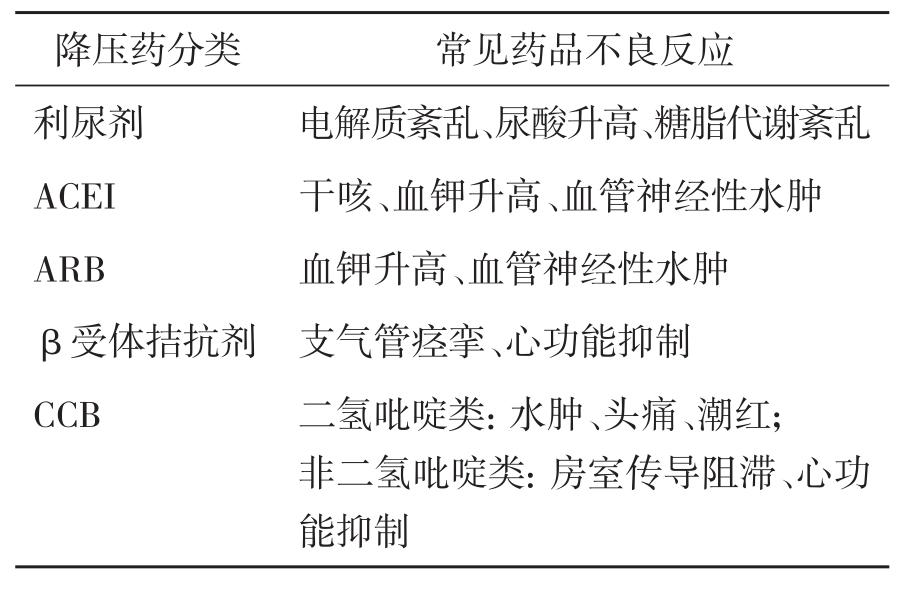 降压药分类 常见药品不良反应
利尿剂 电解质紊乱、尿酸升高、糖脂代谢紊乱
ACEI 干咳、血钾升高、血管神经性水肿
ARB 血钾升高、血管神经性水肿
β受体拮抗剂 支气管痉挛、心功能抑制
CCB 二氢吡啶类：水肿、头痛、潮红；
非二氢吡啶类：房室传导阻滞、心功
能抑制